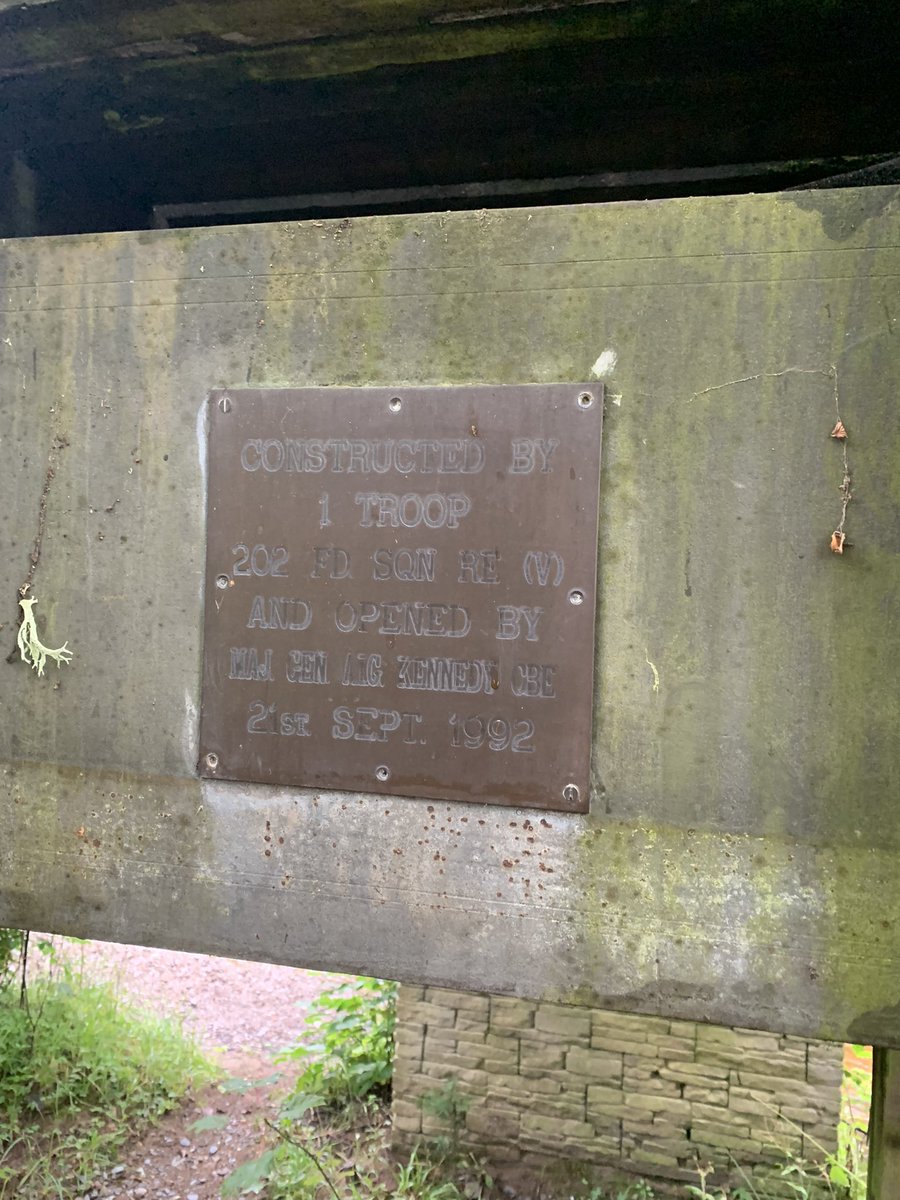 CONSTRUCTED BY
1 TROOP
202 FD. SQN RE (V)
AND OPENED BY
MAJ. GEN A.I.G. KENNEDY CBE
21st. SEPT. 1992